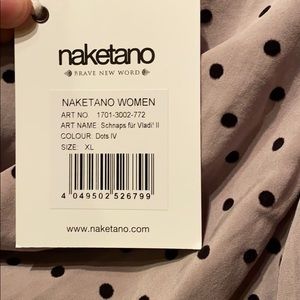 naketano
BRAVE NEW WORD
NAKETANO WOMEN
ART NO 1701-3002-772
ART NAME: Schnaps für Vladi' II
COLOUR: Dots IV
SIZE: XL
4 049502 526799
www.naketano.com